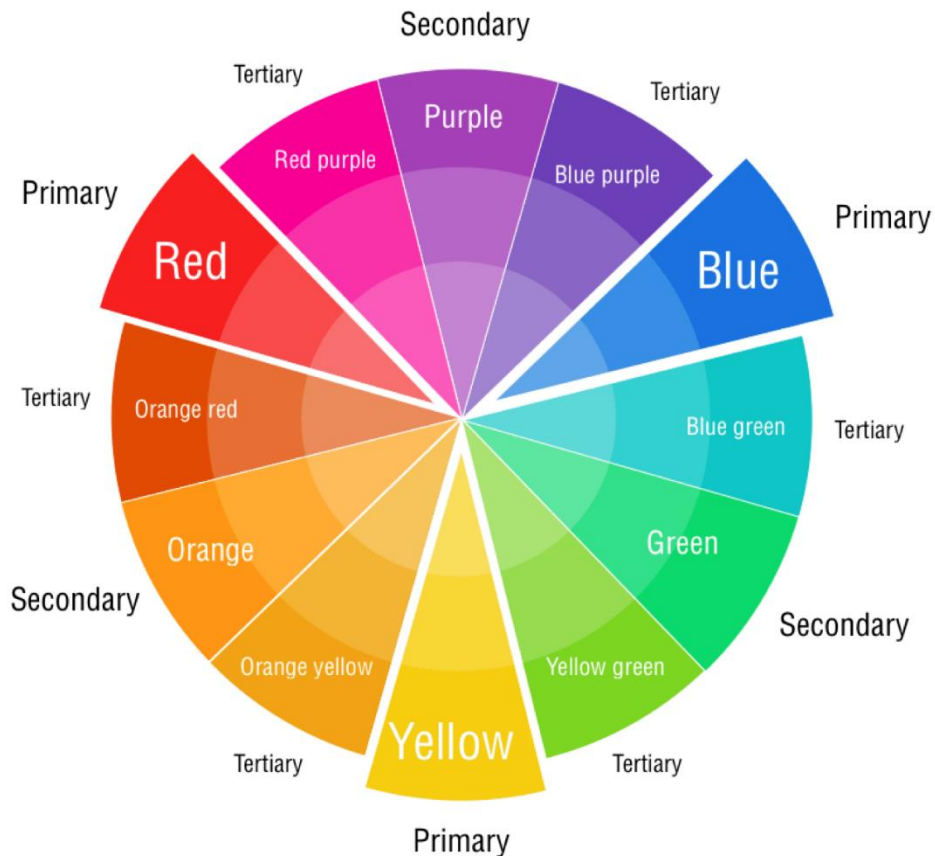 Secondary
Tertiary
Tertiary
Purple
Red purple
Blue purple
Primary
Primary
Red
Blue
Tertiary
Orange red
Blue green
Tertiary
Orange
Green
Secondary
Secondary
Orange yellow
Yellow green
Yellow
Tertiary
Tertiary
Primary